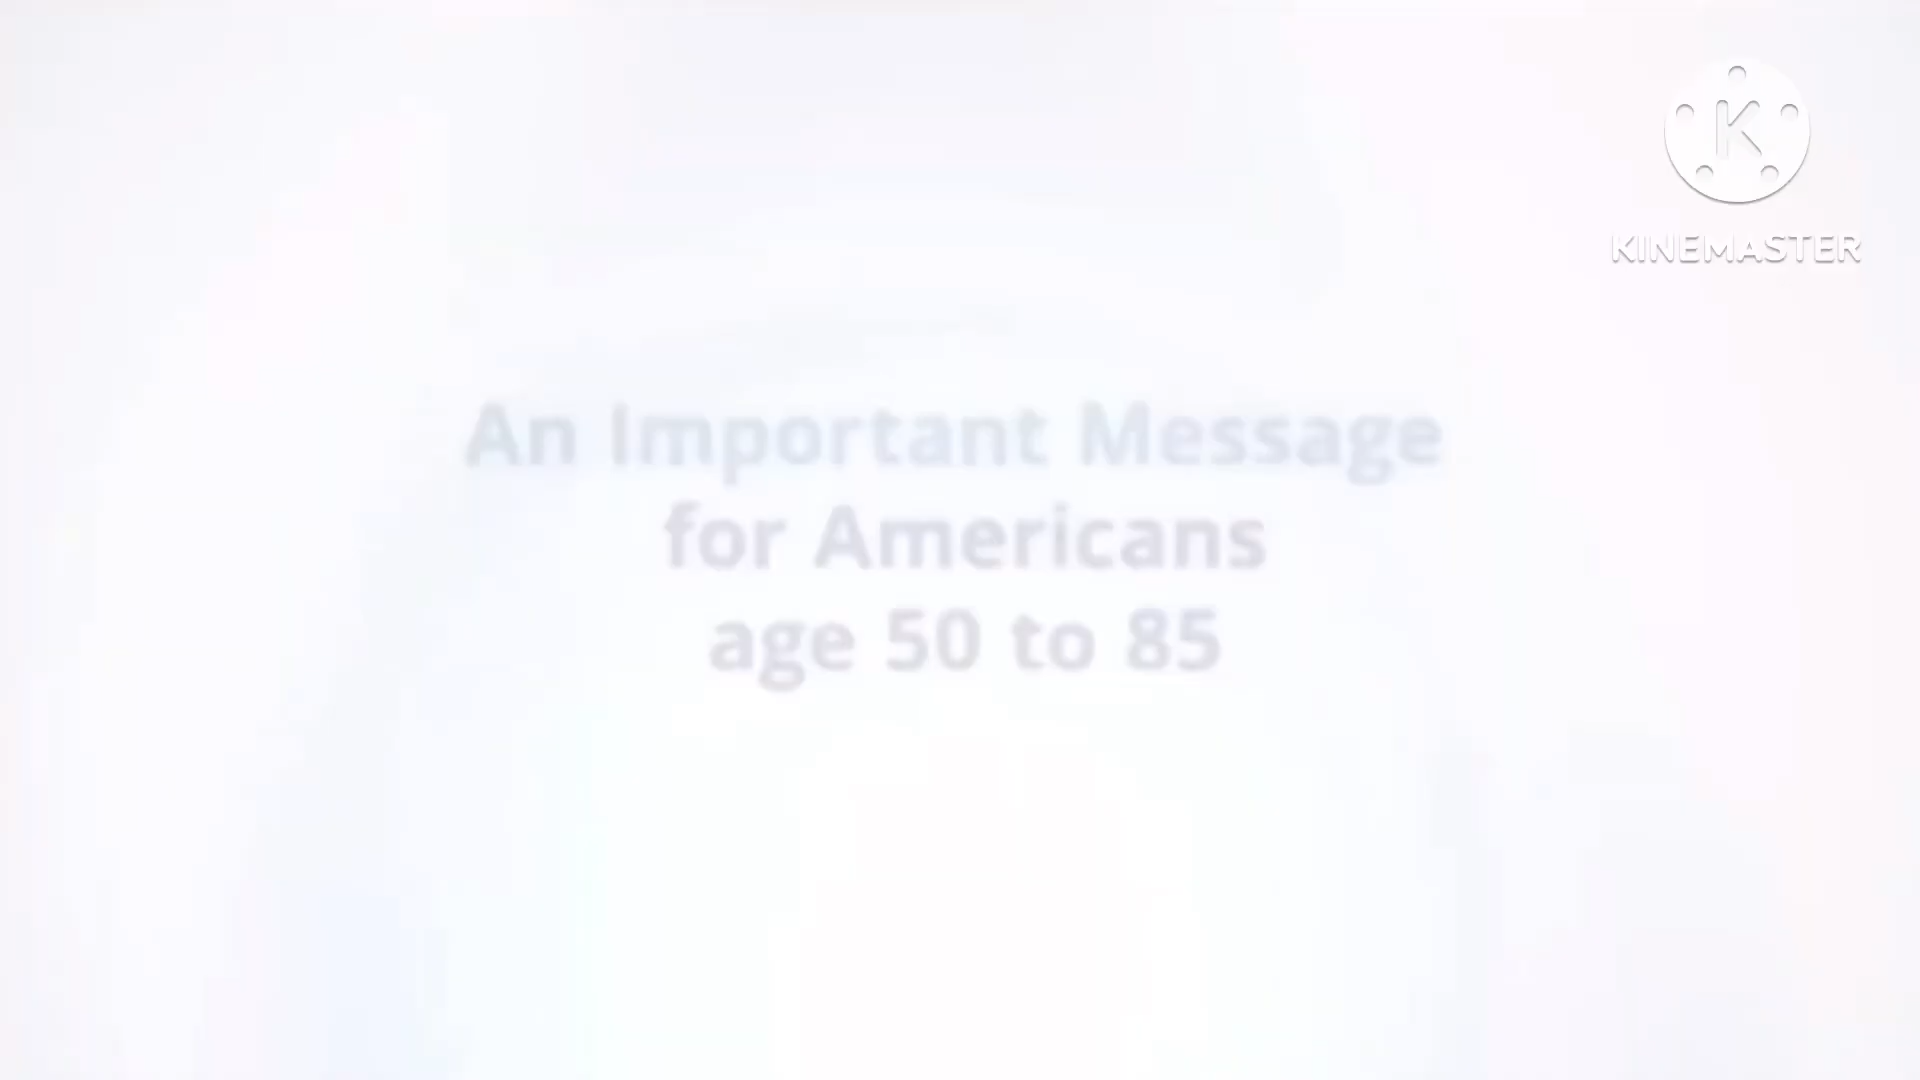 K
KINEMASTER
An Important Message
for Americans
age 50 to 85